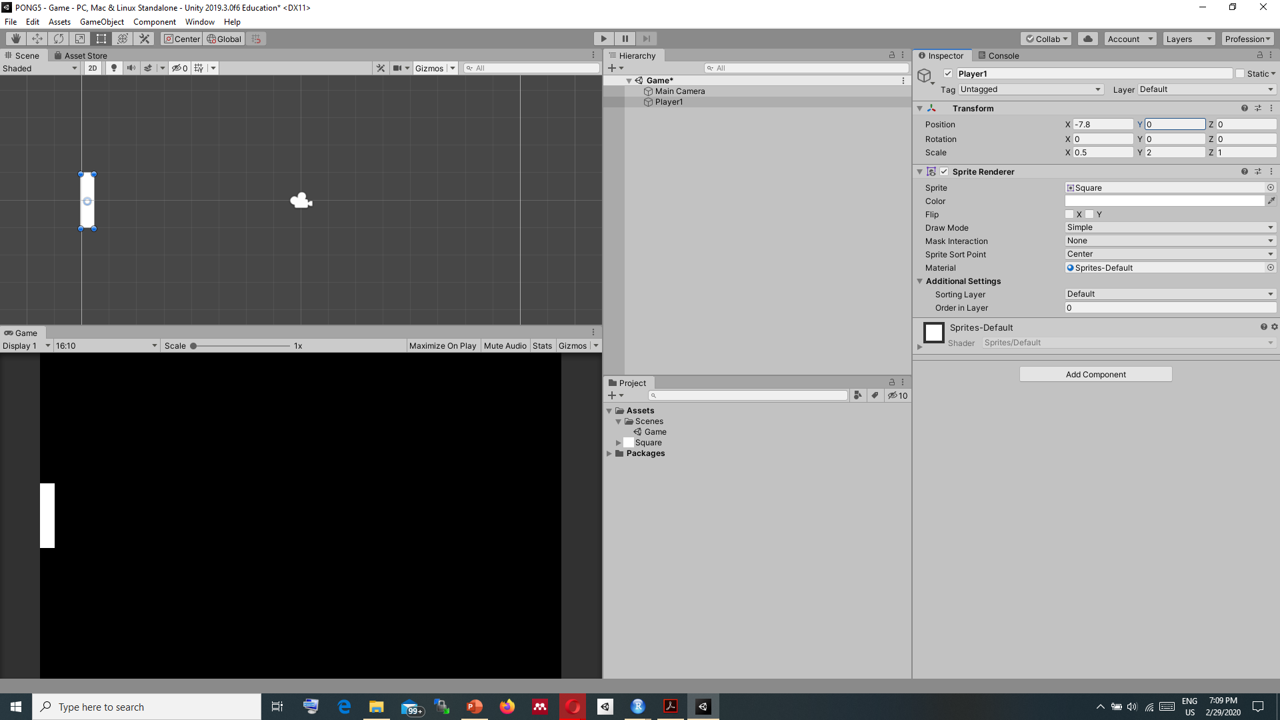 PONG5 - Game - PC, Mac & Linux Standalone - Unity 2019.3.0f6 Education* <DX11>
File Edit Assets GameObject Component Window Help
Center Global Collab Account Layers Profession
Scene Asset Store
Shaded 2D 0 Gizmos All
Game
Display 1 16:10 Scale 1x Maximize On Play Mute Audio Stats Gizmos
Hierarchy
All
Game*
Main Camera
Player1
Project
10
Assets
Scenes
Game
Square
Packages
Inspector Console
Player1 Static
Tag Untagged Layer Default
Transform
Position X -7.8 Y 0 Z 0
Rotation X 0 Y 0 Z 0
Scale X 0.5 Y 2 Z 1
Sprite Renderer
Sprite Square
Color
Flip X Y
Draw Mode Simple
Mask Interaction None
Sprite Sort Point Center
Material Sprites-Default
Additional Settings
Sorting Layer Default
Order in Layer 0
Sprites-Default
Shader Sprites/Default
Add Component
Type here to search 99+ ENG 7:09 PM
US 2/29/2020